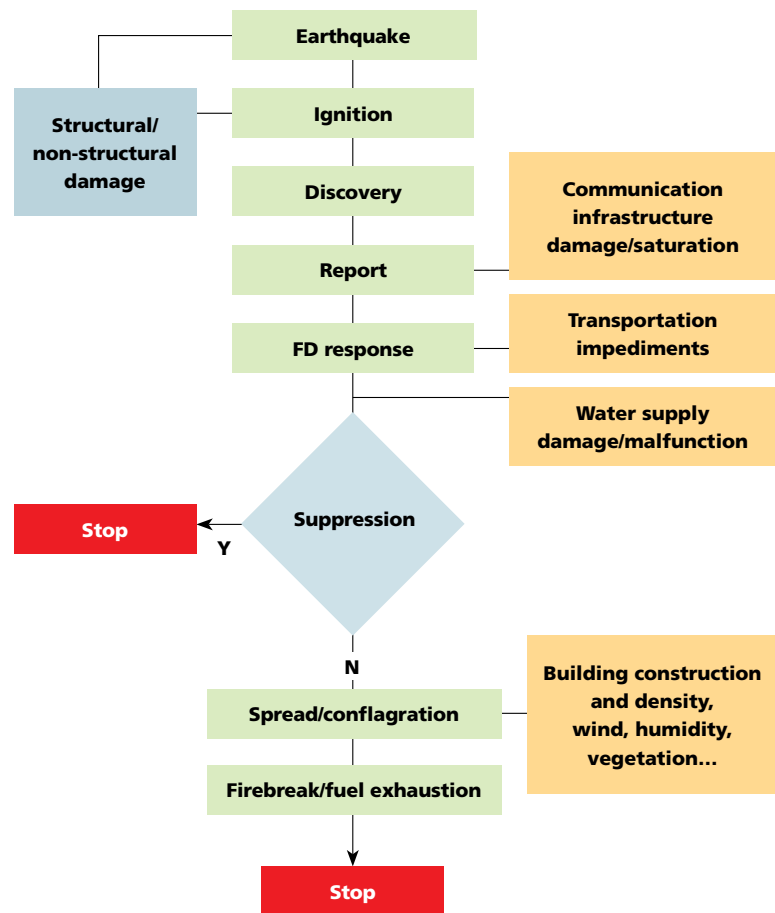 Earthquake
Structural/
non-structural
damage
Ignition
Discovery
Communication
infrastructure
damage/saturation
Report
Transportation
impediments
FD response
Water supply
damage/malfunction
Suppression
Stop
Y
N
Building construction
and density,
wind, humidity,
vegetation...
Spread/conflagration
Firebreak/fuel exhaustion
Stop